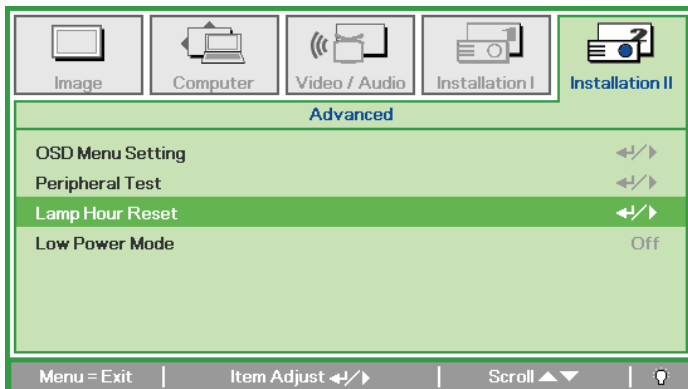 Image Computer Video / Audio Installation I Installation II
Advanced
OSD Menu Setting
Peripheral Test
Lamp Hour Reset
Low Power Mode Off
Menu = Exit Item Adjust Scroll